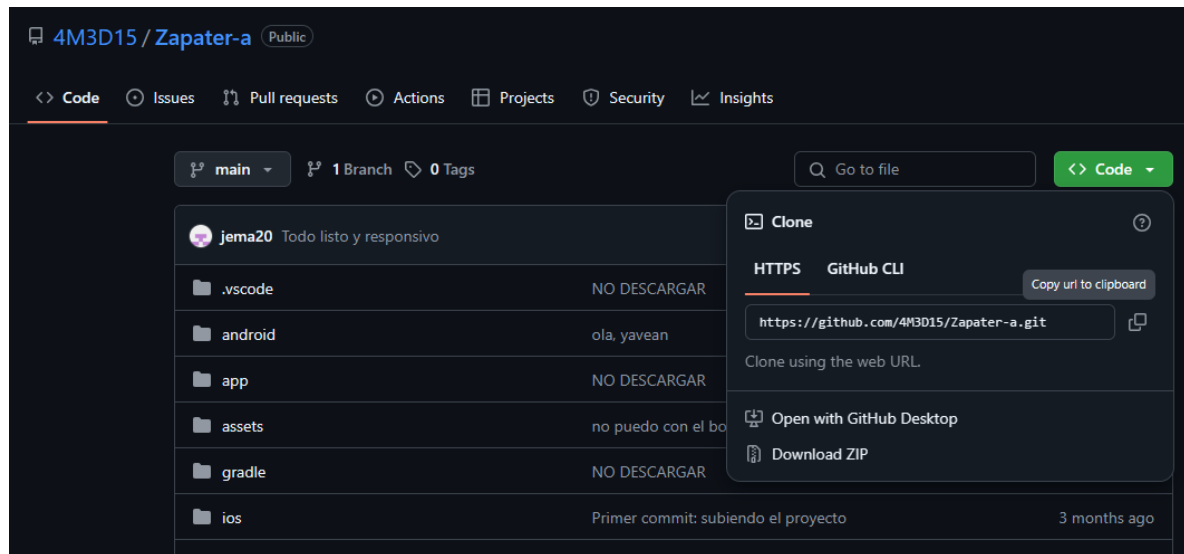 4M3D15 / Zapater-a Public
Code Issues Pull requests Actions Projects Security Insights
main 1 Branch 0 Tags Go to file Code
jema20 Todo listo y responsivo
.vscode NO DESCARGAR
android ola, yavean
app NO DESCARGAR
assets no puedo con el bo
gradle NO DESCARGAR
ios Primer commit: subiendo el proyecto 3 months ago
Clone
HTTPS GitHub CLI
Copy url to clipboard
https://github.com/4M3D15/Zapater-a.git
Clone using the web URL.
Open with GitHub Desktop
Download ZIP